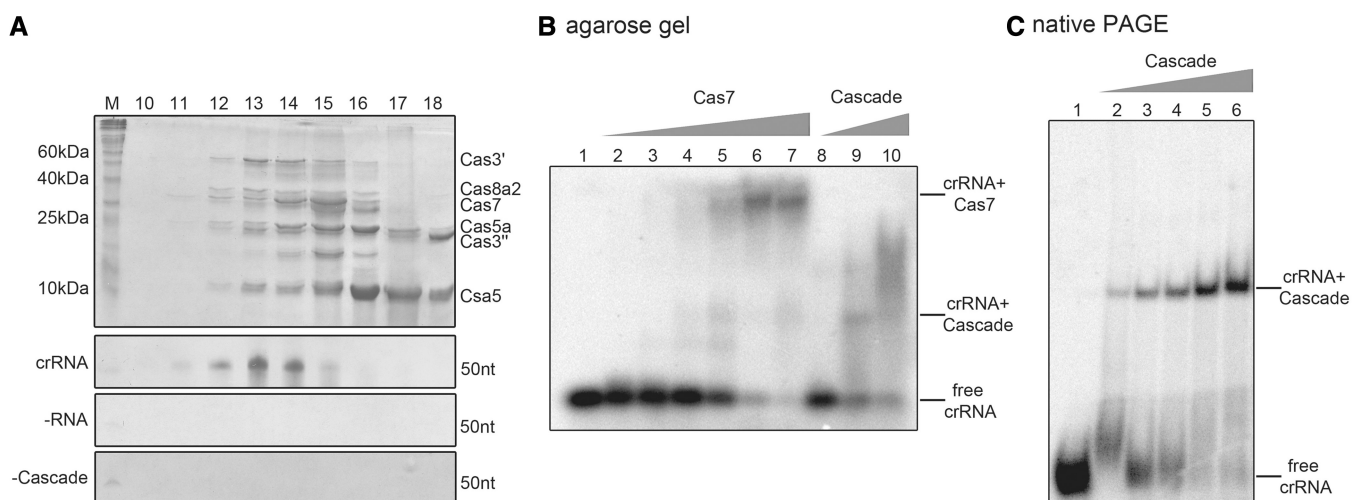 A
B agarose gel
C native PAGE
Cas7
Cascade
Cascade
M 10 11 12 13 14 15 16 17 18
1 2 3 4 5 6 7 8 9 10
1 2 3 4 5 6
60kDa
40kDa
25kDa
10kDa
Cas3'
Cas8a2
Cas7
Cas5a
Cas3''
Csa5
crRNA
50nt
-RNA
50nt
-Cascade
50nt
crRNA+
Cas7
crRNA+
Cascade
free
crRNA
crRNA+
Cascade
free
crRNA